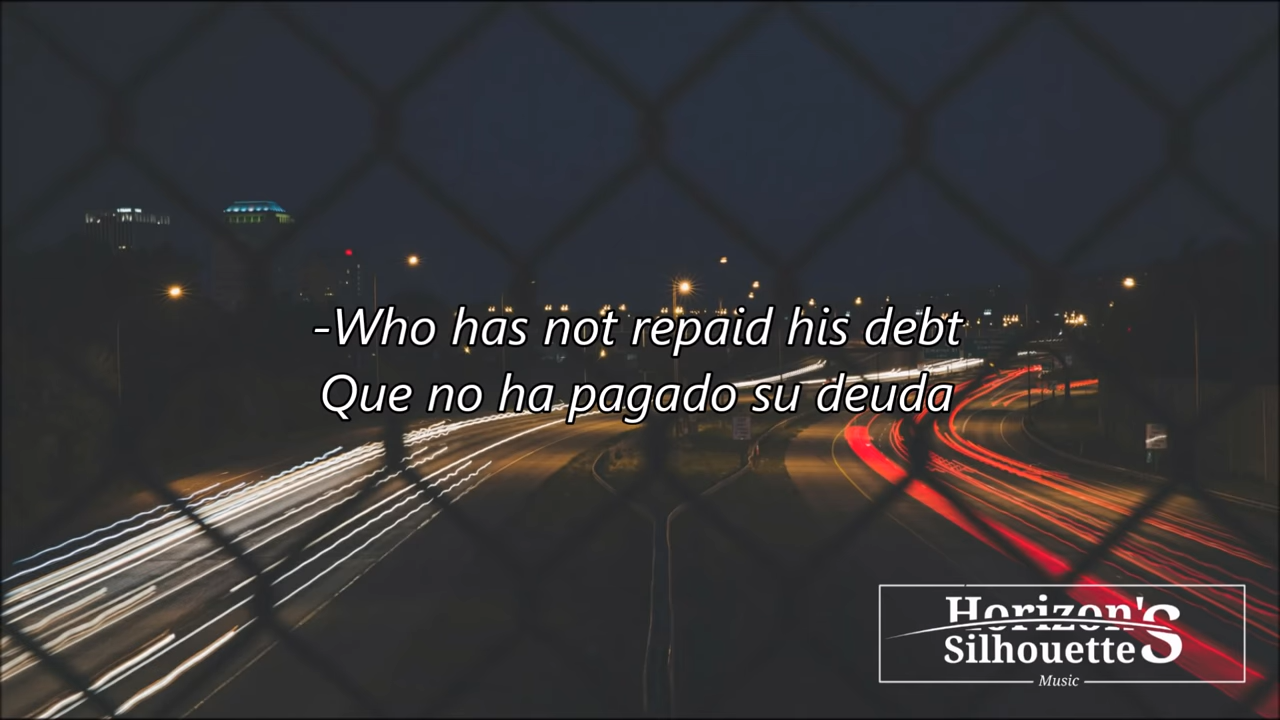 -Who has not repaid his debt
Que no ha pagado su deuda
Horizon's
Silhouette
Music